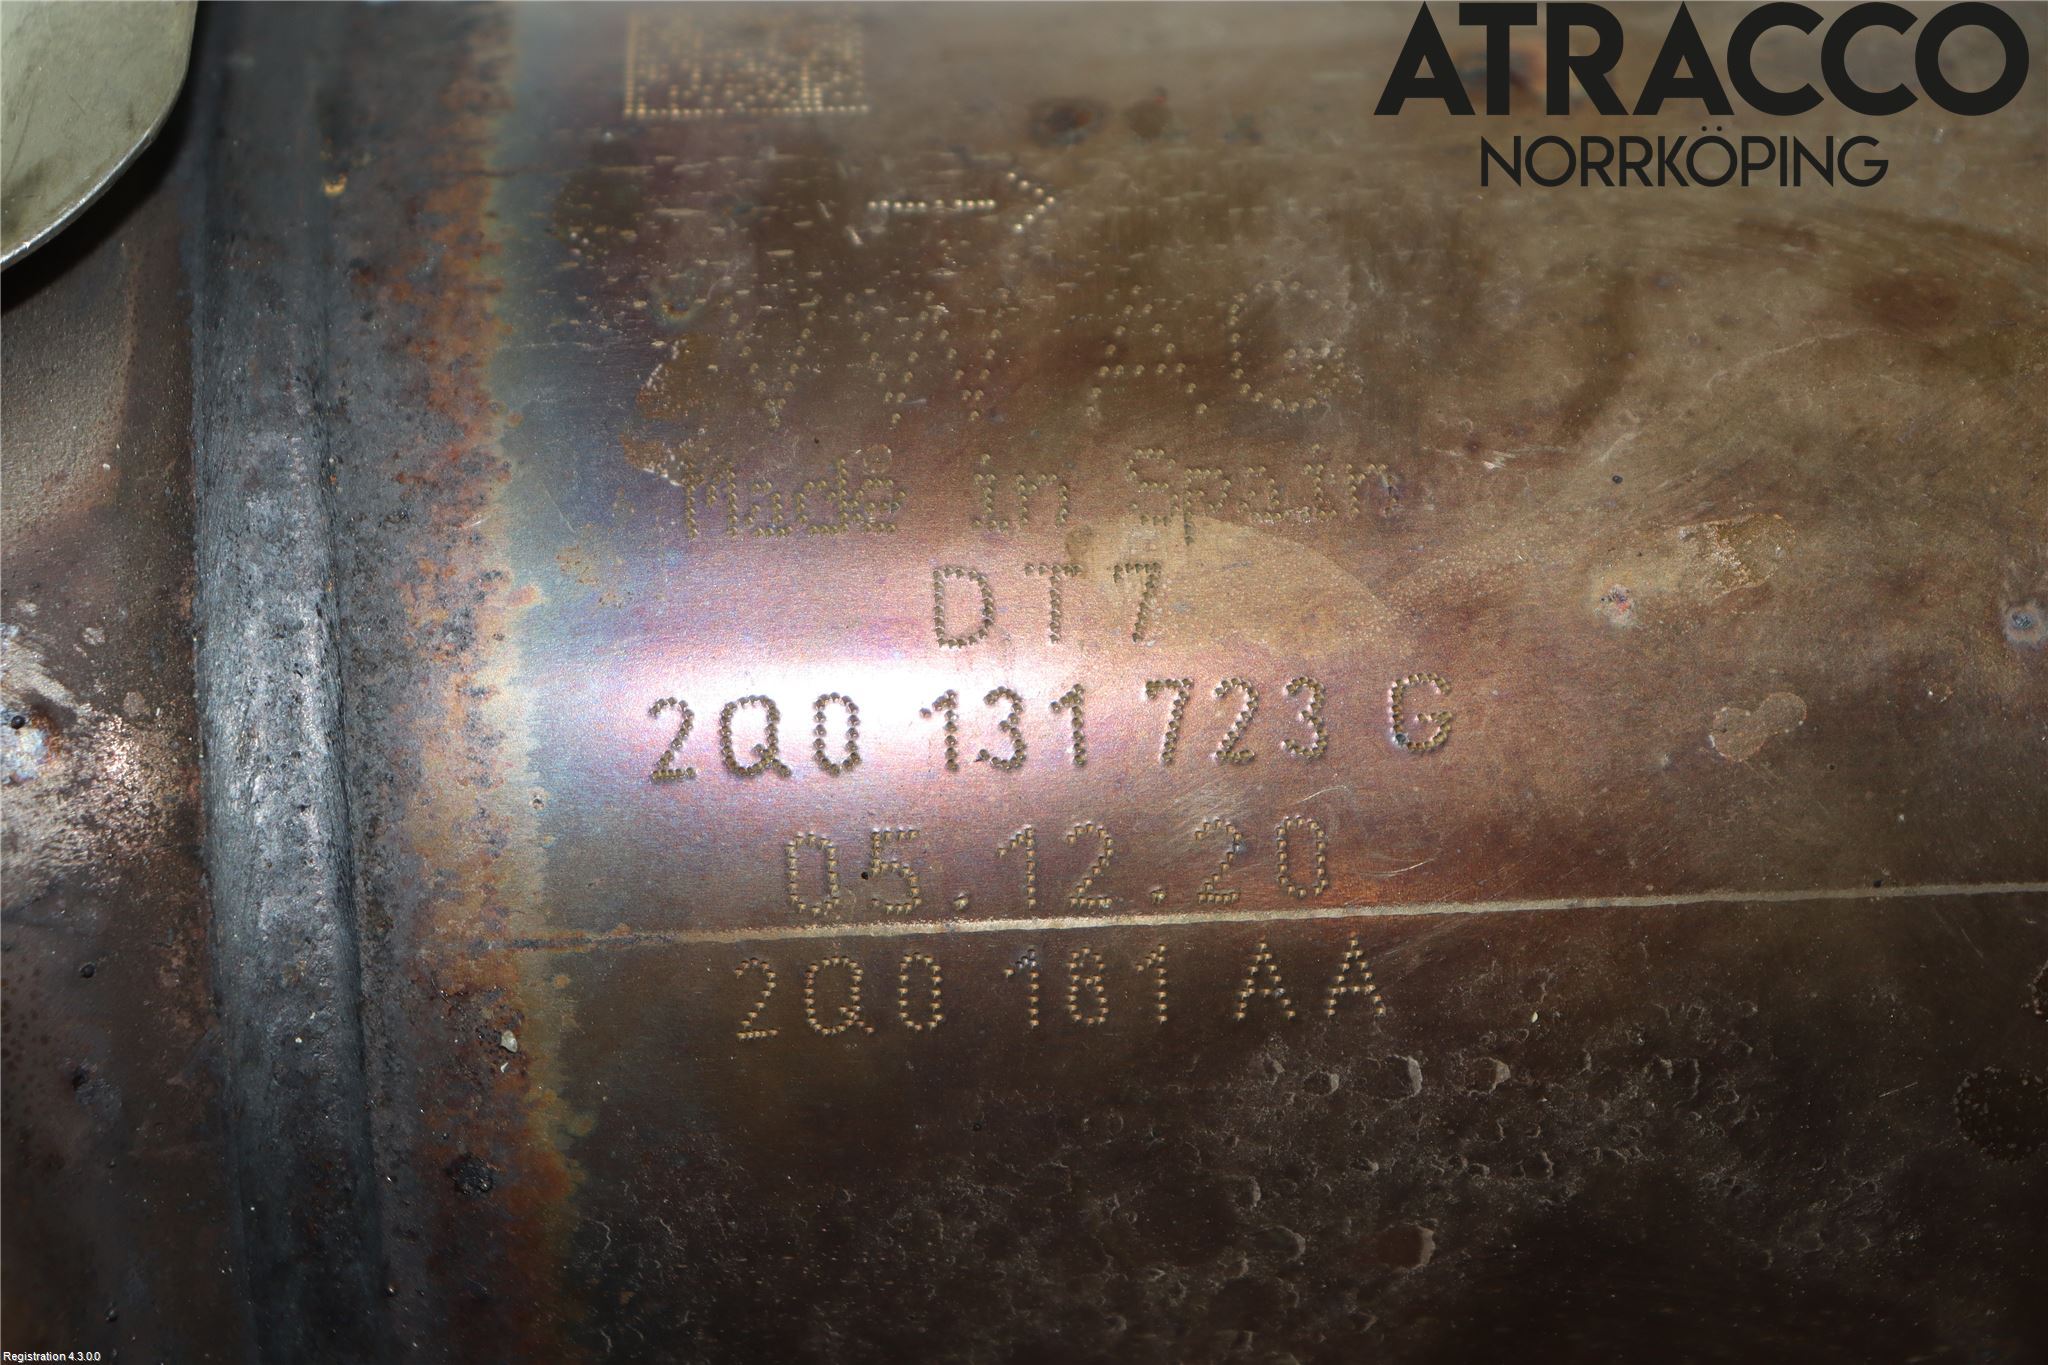 ATRACCO
NORRKÖPING
VW AG
Made in Spain
DT7
2Q0 131 723 G
05.12.20
2Q0 181 AA
Registration 4.3.0.0